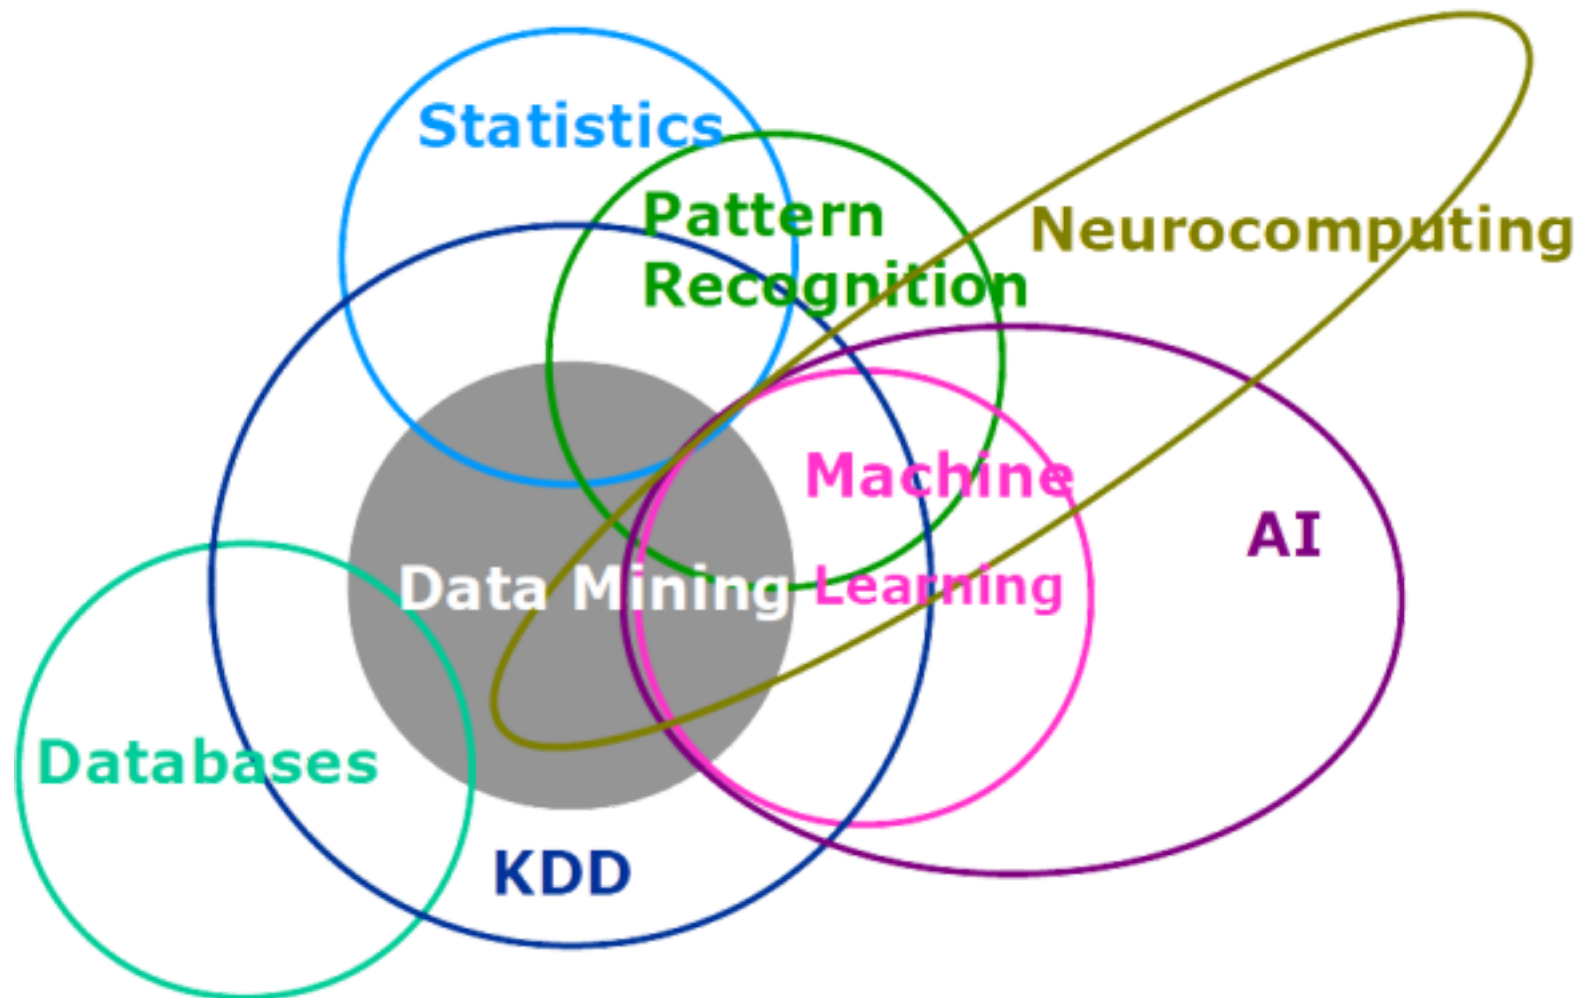 Statistics
Pattern
Recognition
Neurocomputing
Machine
AI
Data Mining
Learning
Databases
KDD